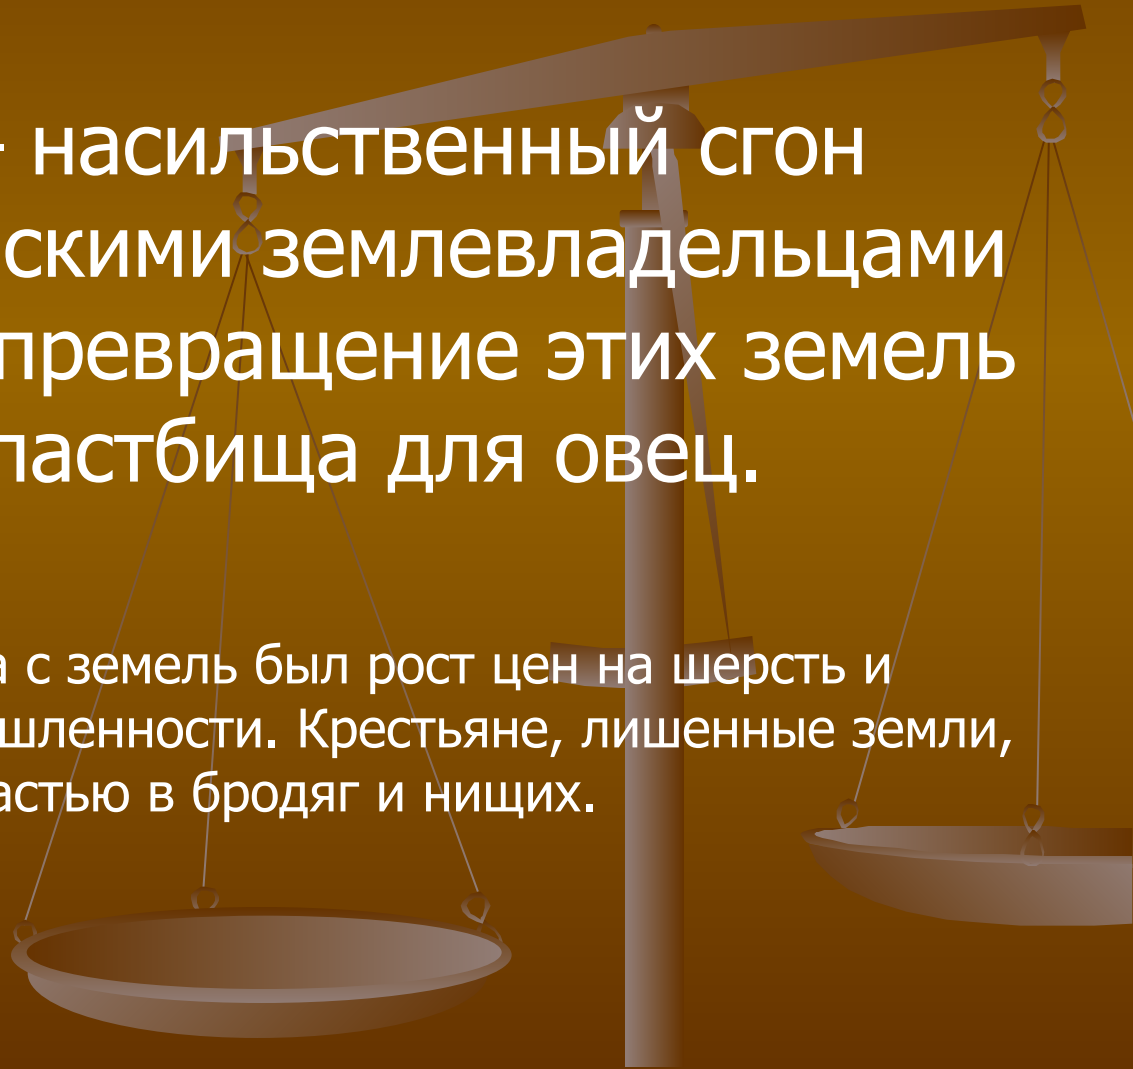 - насильственный сгон
скими землевладельцами
превращение этих земель
пастбища для овец.
а с земель был рост цен на шерсть и
шленности. Крестьяне, лишенные земли,
астью в бродяг и нищих.